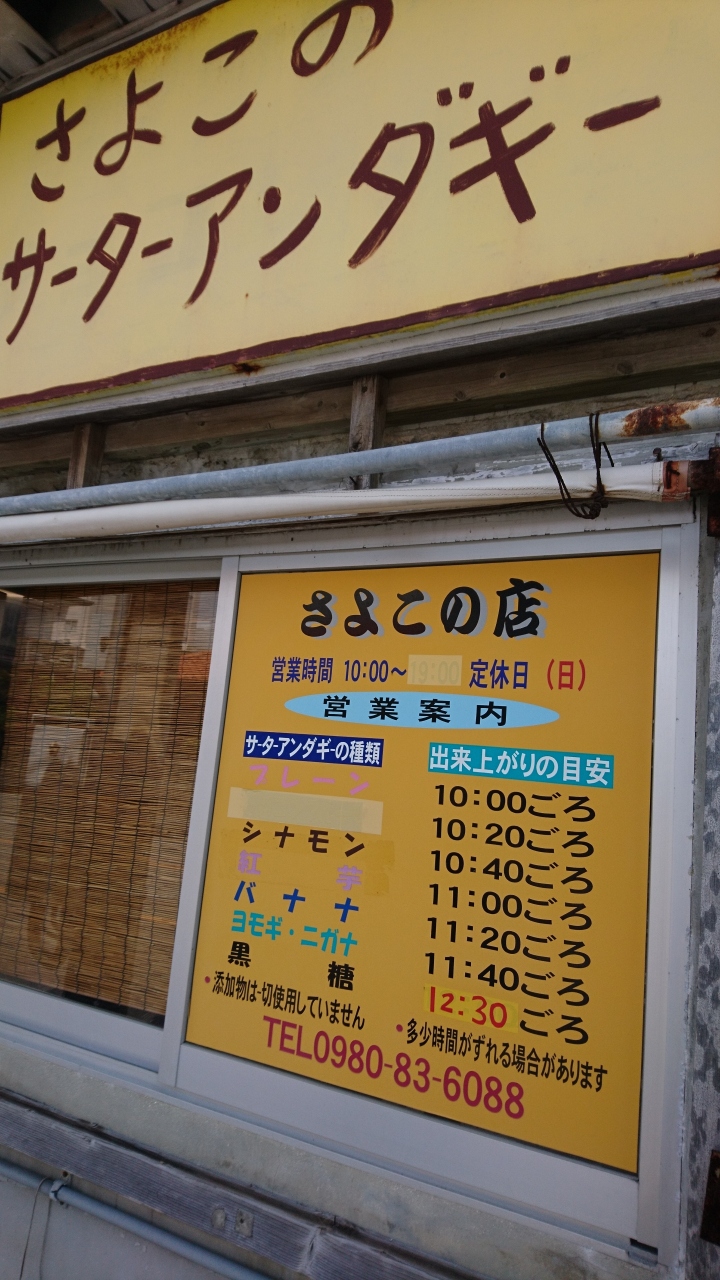 さよこの
サーターアンダギー
さよこの店
営業時間 10:00〜19:00 定休日(日)
営業案内
サーターアンダギーの種類
プレーン
シナモン
紅芋
バナナ
ヨモギ・ニガナ
黒糖
・添加物は一切使用していません
出来上がりの目安
10:00ごろ
10:20ごろ
10:40ごろ
11:00ごろ
11:20ごろ
11:40ごろ
12:30ごろ
・多少時間がずれる場合があります
TEL0980-83-6088